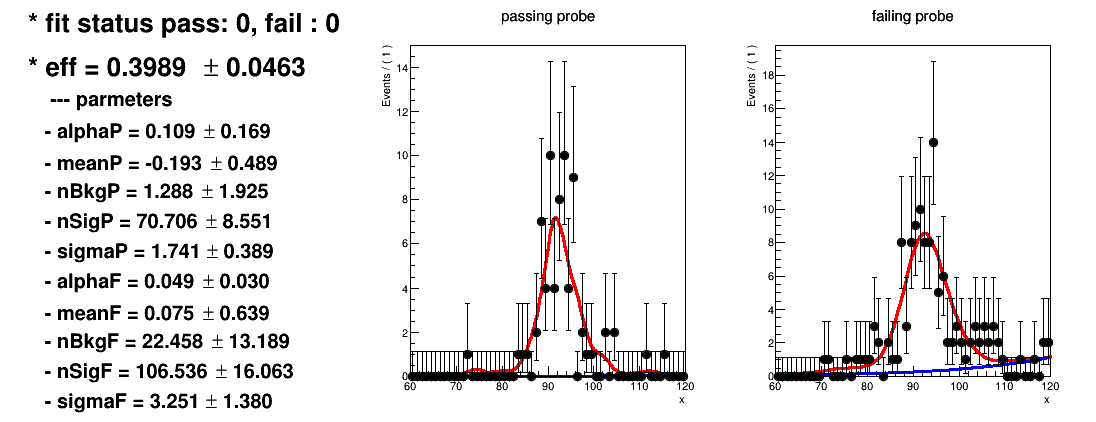 * fit status pass: 0, fail : 0
* eff = 0.3989 ± 0.0463
--- parmeters
- alphaP = 0.109 ± 0.169
- meanP = -0.193 ± 0.489
- nBkgP = 1.288 ± 1.925
- nSigP = 70.706 ± 8.551
- sigmaP = 1.741 ± 0.389
- alphaF = 0.049 ± 0.030
- meanF = 0.075 ± 0.639
- nBkgF = 22.458 ± 13.189
- nSigF = 106.536 ± 16.063
- sigmaF = 3.251 ± 1.380
passing probe
Events / ( 1 )
14
12
10
8
6
4
2
0
60 70 80 90 100 110 120
x
failing probe
Events / ( 1 )
18
16
14
12
10
8
6
4
2
0
60 70 80 90 100 110 120
x